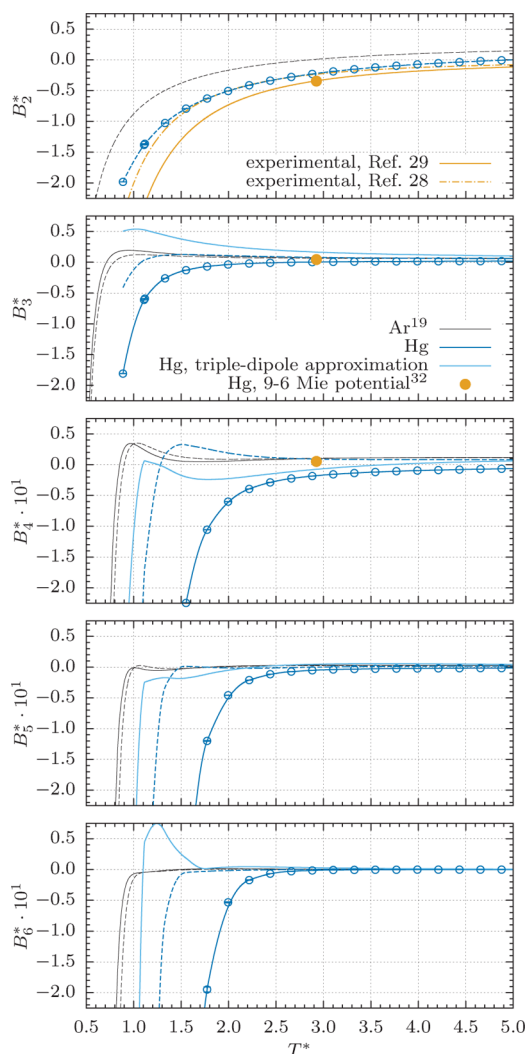 0.5
0.0
−0.5
−1.0
−1.5
−2.0
B₂*
experimental, Ref. 29
experimental, Ref. 28
0.5
0.0
−0.5
−1.0
−1.5
−2.0
B₃*
Ar¹⁹
Hg
Hg, triple-dipole approximation
Hg, 9-6 Mie potential³²
0.5
0.0
−0.5
−1.0
−1.5
−2.0
B₄* · 10¹
0.5
0.0
−0.5
−1.0
−1.5
−2.0
B₅* · 10¹
0.5
0.0
−0.5
−1.0
−1.5
−2.0
B₆* · 10¹
0.5 1.0 1.5 2.0 2.5 3.0 3.5 4.0 4.5 5.0
T*